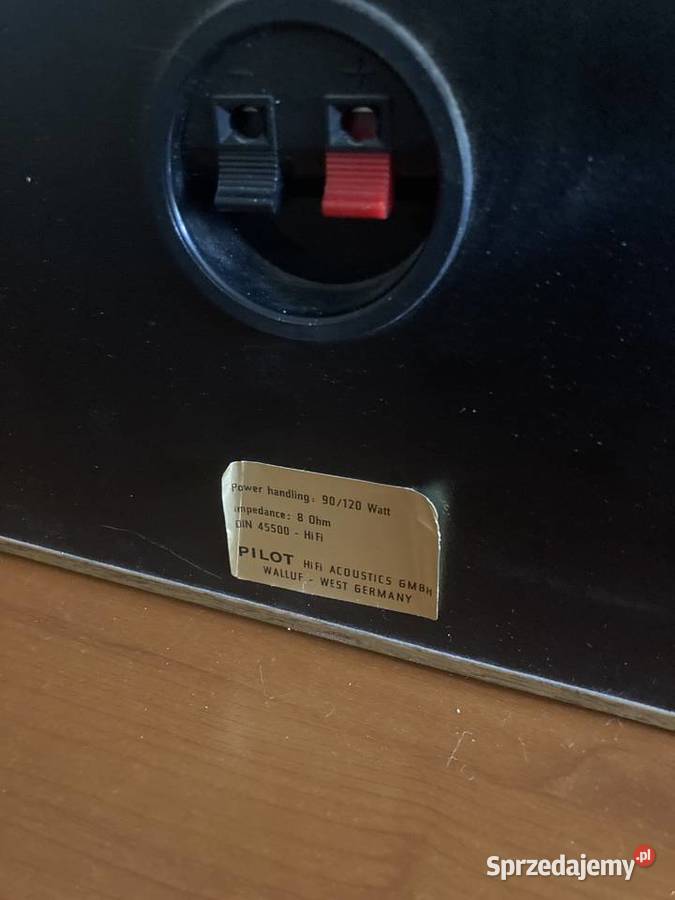 - +
Power handling: 90/120 Watt
impedance: 8 Ohm
DIN 45500 - HiFi
PILOT HiFi ACOUSTICS GMBH
WALLUF - WEST GERMANY
Sprzedajemy.pl